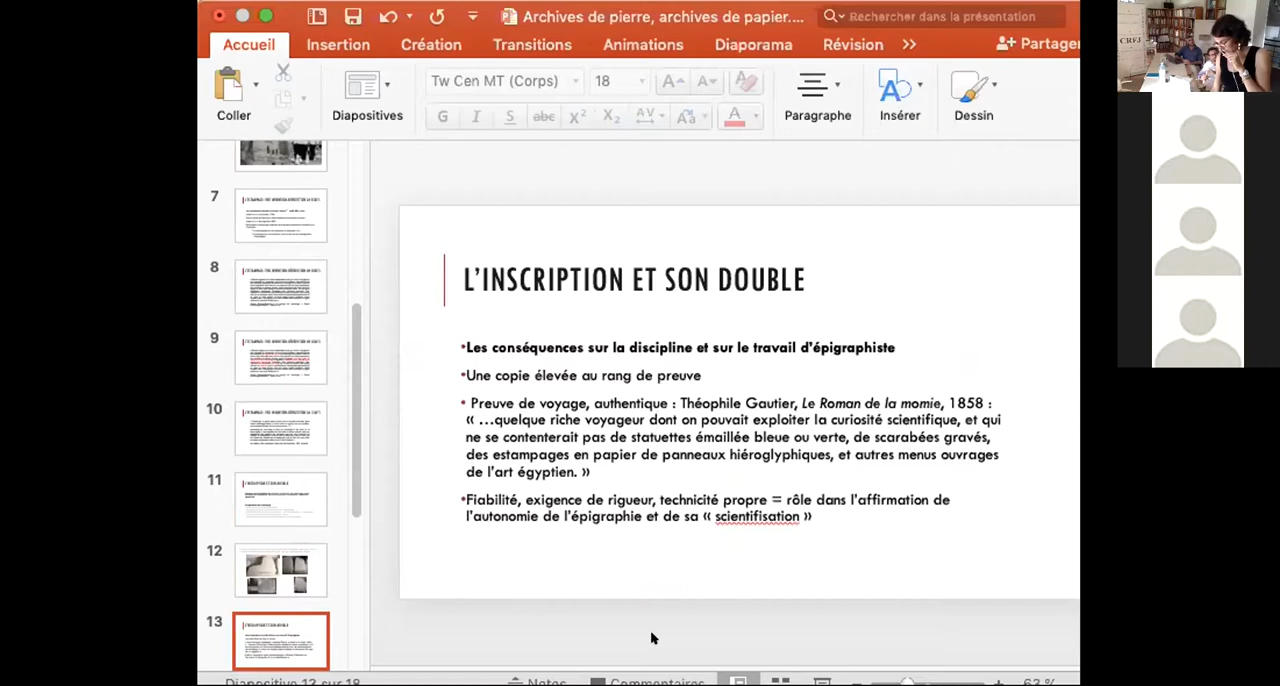 Archives de pierre, archives de papier....
Rechercher dans la présentation
Accueil
Insertion
Création
Transitions
Animations
Diaporama
Révision
Partager
Tw Cen MT (Corps)
18
Coller
Diapositives
G I S abc X² X₂ AV Aa A
Paragraphe
Insérer
Dessin
7
8
9
10
11
12
13
L'INSCRIPTION ET SON DOUBLE
•Les conséquences sur la discipline et sur le travail d'épigraphiste
•Une copie élevée au rang de preuve
• Preuve de voyage, authentique : Théophile Gautier, Le Roman de la momie, 1858 :
« …quelque riche voyageur dont on pouvait exploiter la curiosité scientifique, et qui
ne se contenterait pas de statuettes émaillée bleue ou verte, de scarabées gravés,
des estampages en papier de panneaux hiéroglyphiques, et autres menus ouvrages
de l'art égyptien. »
•Fiabilité, exigence de rigueur, technicité propre = rôle dans l'affirmation de
l'autonomie de l'épigraphie et de sa « scientifisation »
Diapositive 13 sur 18
Notes
Commentaires
63 %
CRFJ